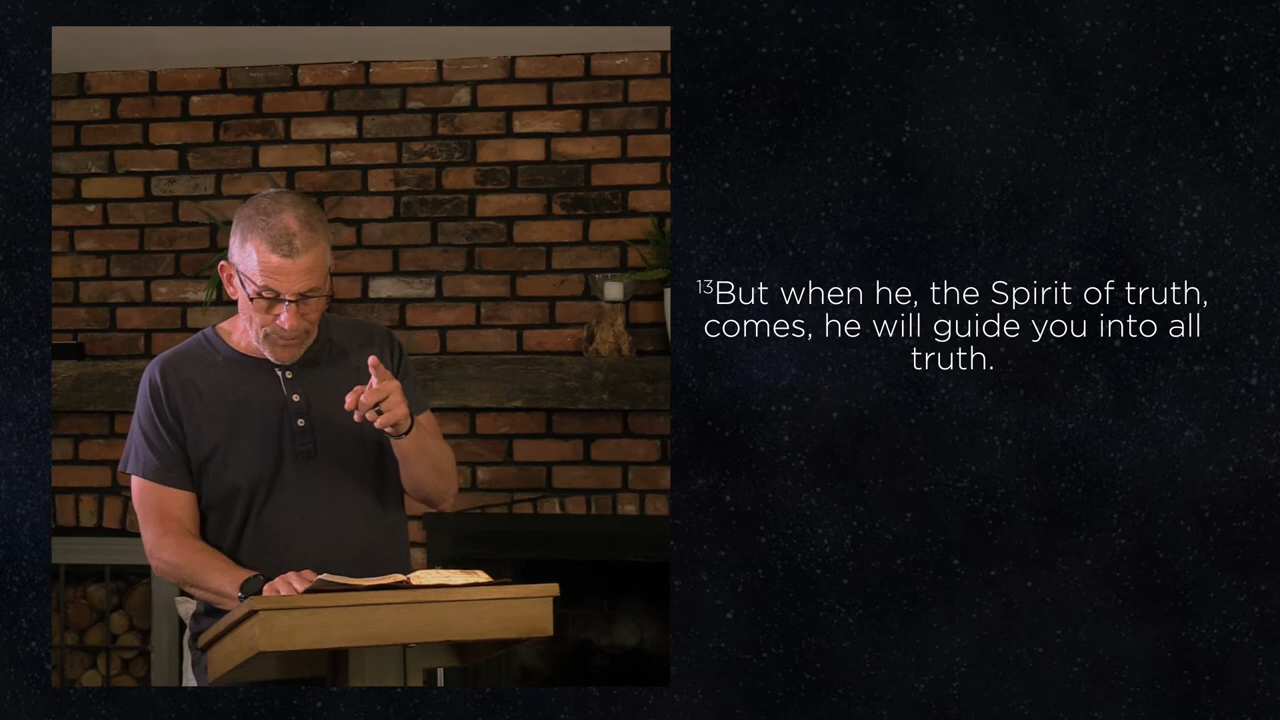 ¹³But when he, the Spirit of truth,
comes, he will guide you into all
truth.